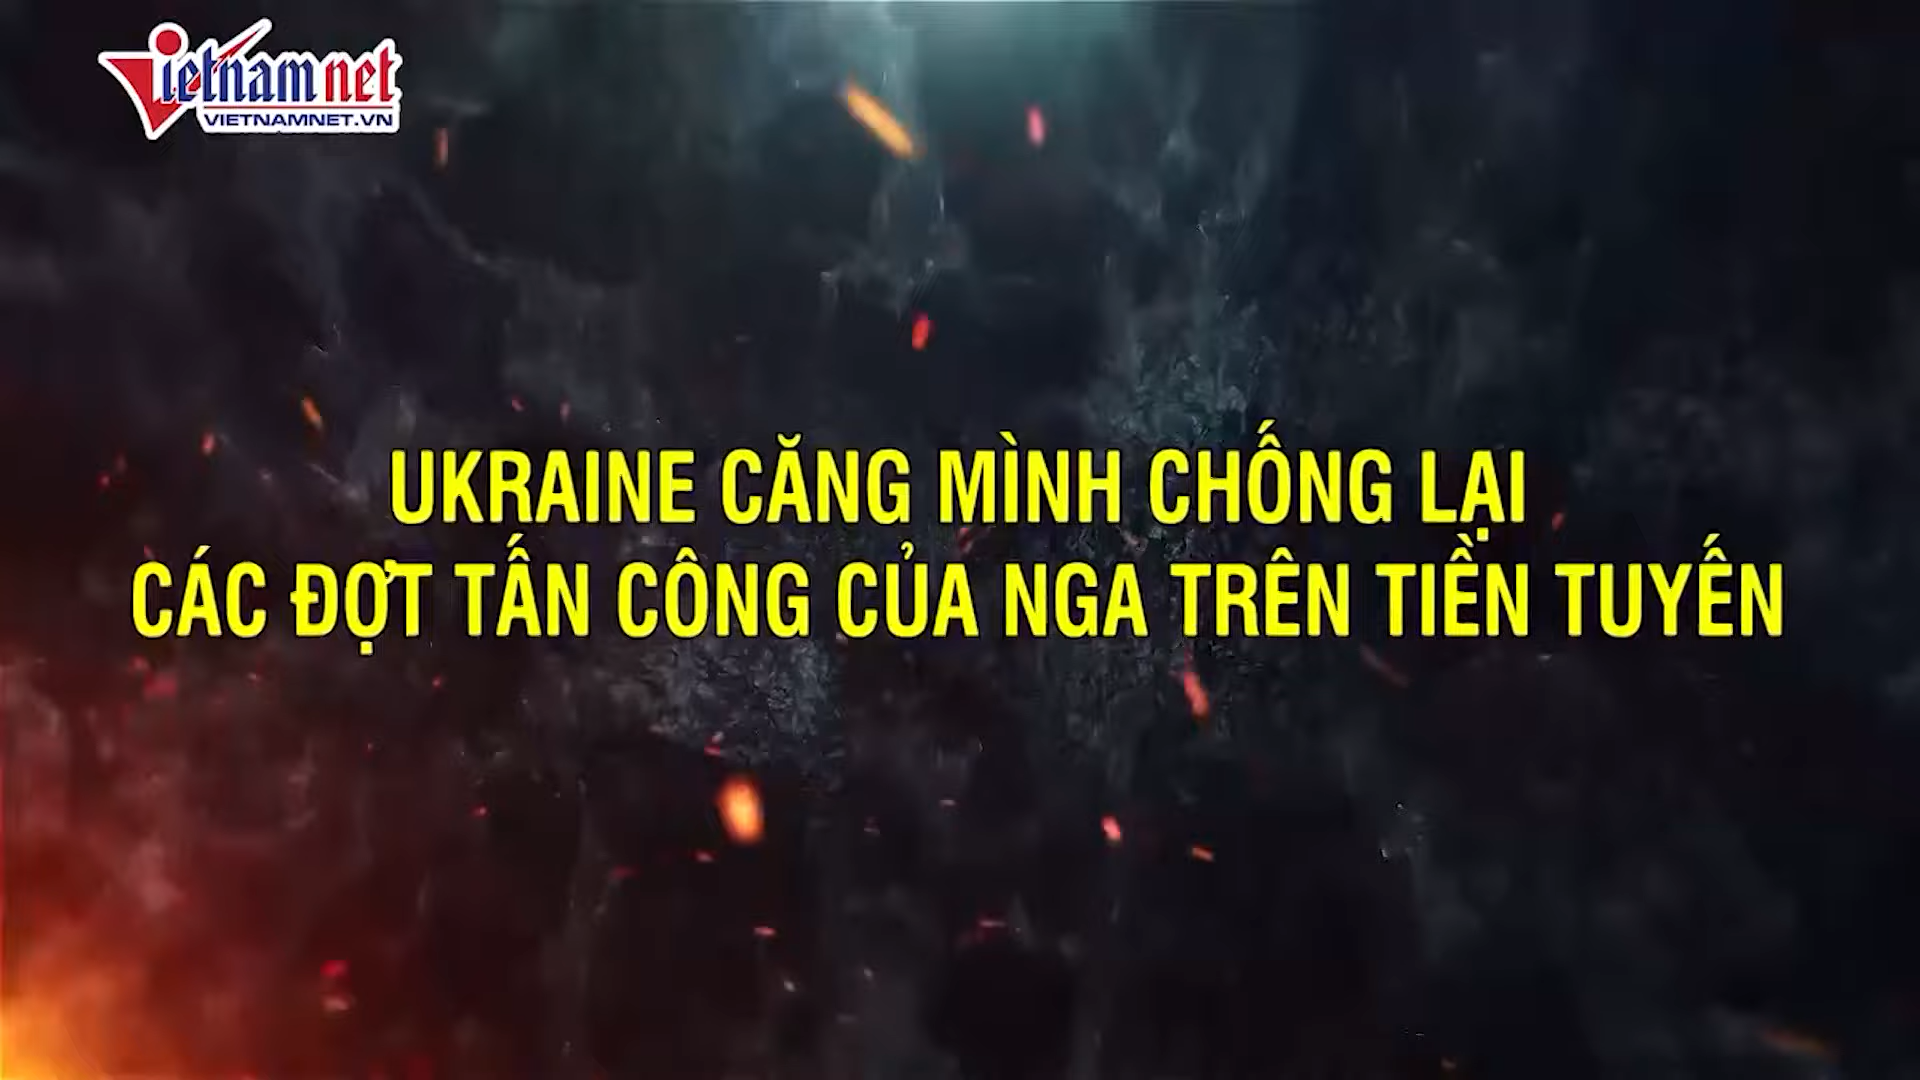 Vietnamnet
VIETNAMNET.VN
UKRAINE CĂNG MÌNH CHỐNG LẠI
CÁC ĐỢT TẤN CÔNG CỦA NGA TRÊN TIỀN TUYẾN